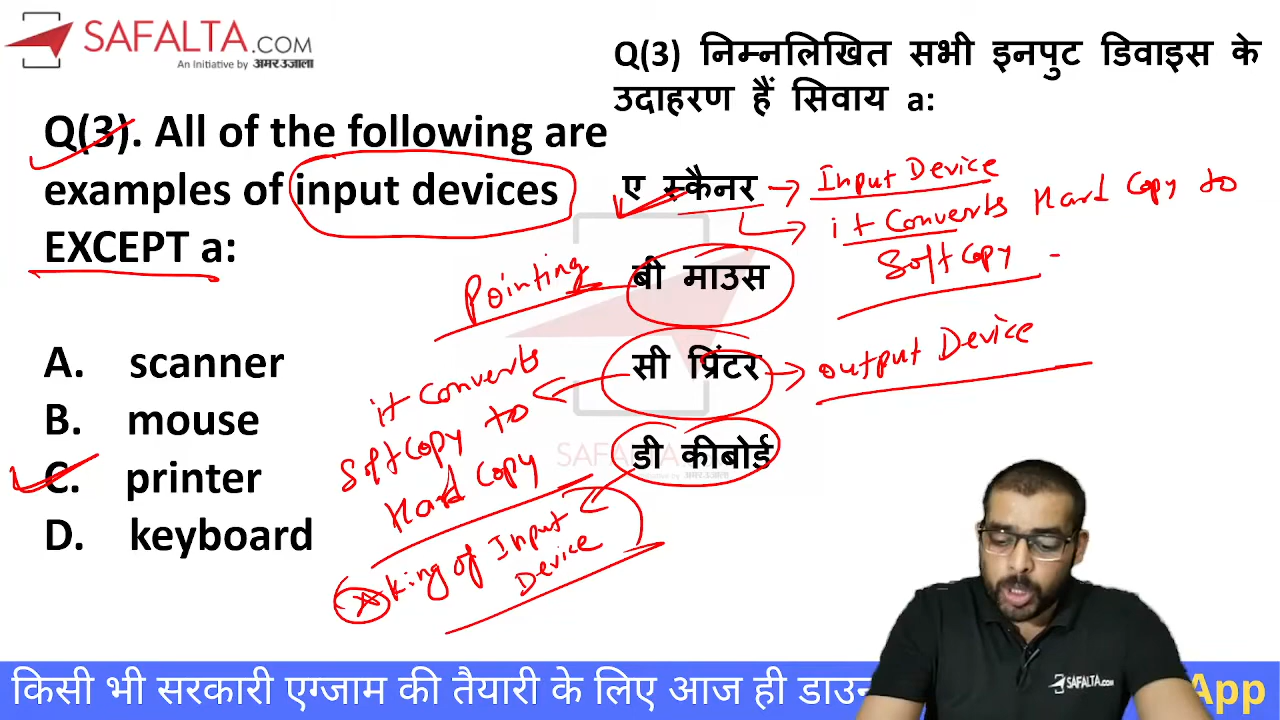 SAFALTA.COM
An Initiative by अमर उजाला
Q(3). All of the following are
examples of input devices
EXCEPT a:
A. scanner
B. mouse
C. printer
D. keyboard
Q(3) निम्नलिखित सभी इनपुट डिवाइस के
उदाहरण हैं सिवाय a:
ए स्कैनर
Input Device
it Converts Hard Copy to
Soft Copy
बी माउस
Pointing
सी प्रिंटर
output Device
it Converts
Soft Copy to
Hard Copy
डी कीबोर्ड
King of Input
Device
SAFALTA.COM
किसी भी सरकारी एग्जाम की तैयारी के लिए आज ही डाउन
App